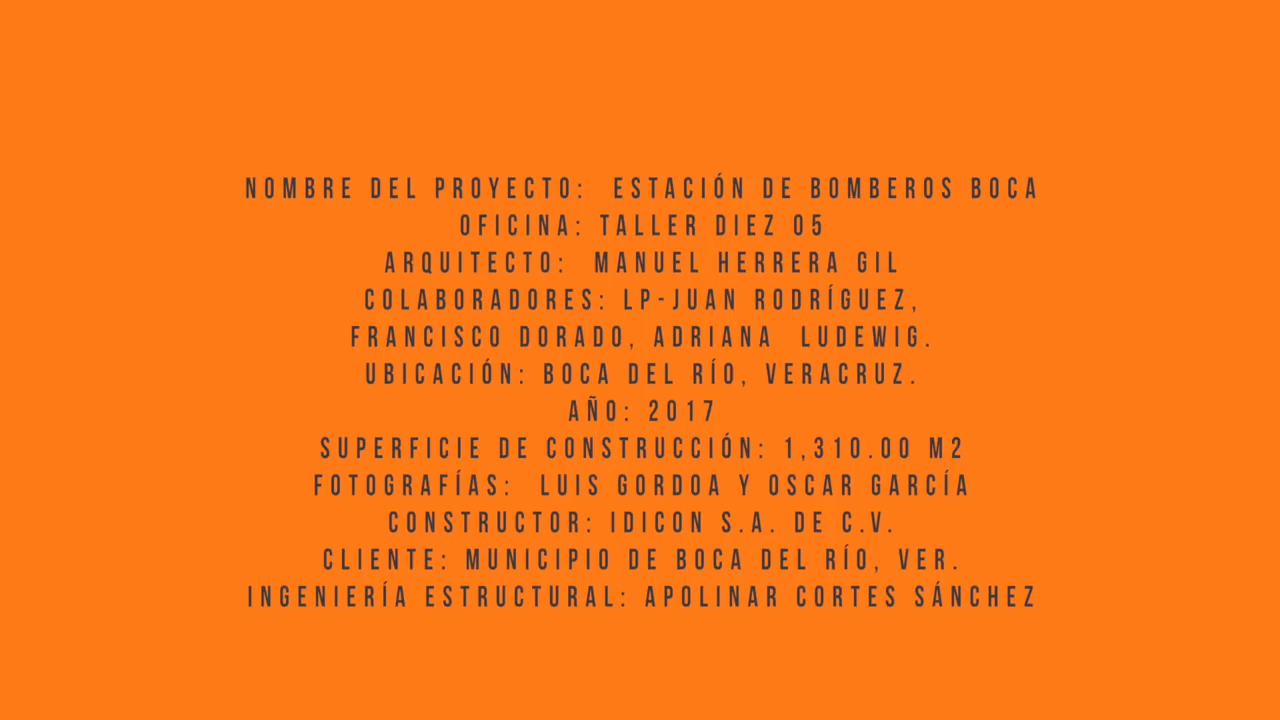 NOMBRE DEL PROYECTO: ESTACIÓN DE BOMBEROS BOCA
OFICINA: TALLER DIEZ 05
ARQUITECTO: MANUEL HERRERA GIL
COLABORADORES: LP-JUAN RODRÍGUEZ,
FRANCISCO DORADO, ADRIANA LUDEWIG.
UBICACIÓN: BOCA DEL RÍO, VERACRUZ.
AÑO: 2017
SUPERFICIE DE CONSTRUCCIÓN: 1,310.00 M2
FOTOGRAFÍAS: LUIS GORDOA Y OSCAR GARCÍA
CONSTRUCTOR: IDICON S.A. DE C.V.
CLIENTE: MUNICIPIO DE BOCA DEL RÍO, VER.
INGENIERÍA ESTRUCTURAL: APOLINAR CORTES SÁNCHEZ